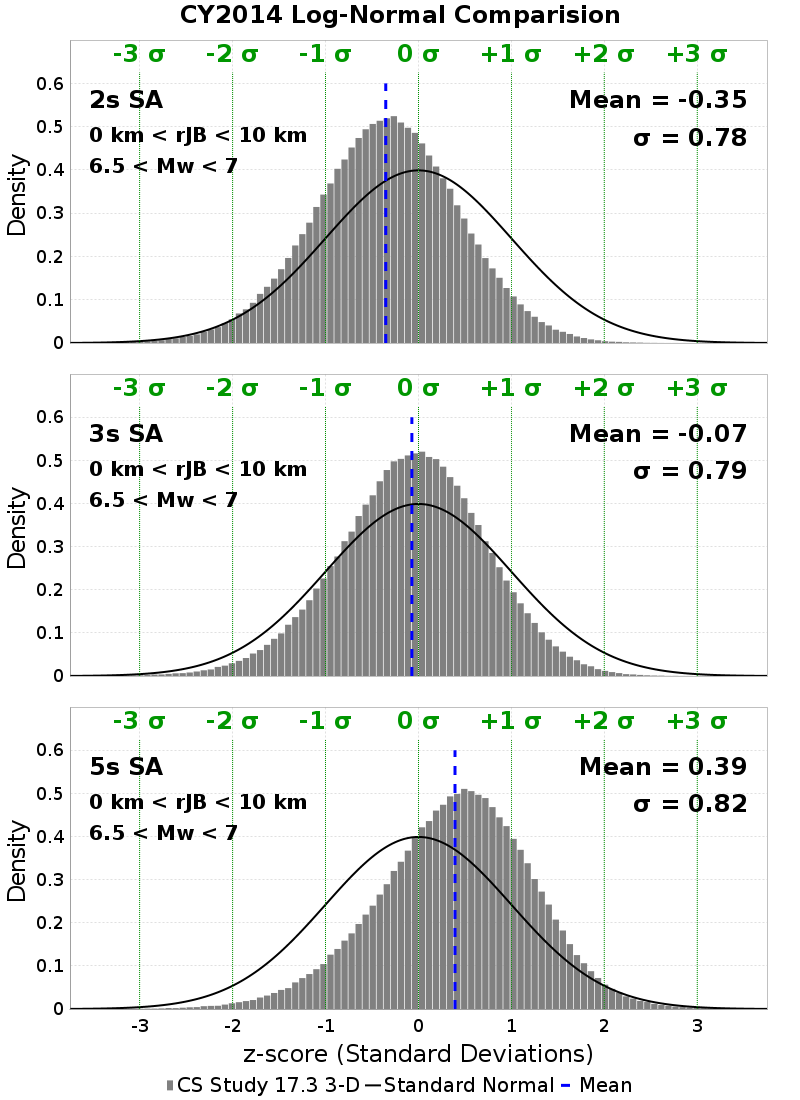 CY2014 Log-Normal Comparision
-3 σ -2 σ -1 σ 0 σ +1 σ +2 σ +3 σ
2s SA
0 km < rJB < 10 km
6.5 < Mw < 7
Mean = -0.35
σ = 0.78
Density
0.6
0.5
0.4
0.3
0.2
0.1
0
-3 σ -2 σ -1 σ 0 σ +1 σ +2 σ +3 σ
3s SA
0 km < rJB < 10 km
6.5 < Mw < 7
Mean = -0.07
σ = 0.79
Density
0.6
0.5
0.4
0.3
0.2
0.1
0
-3 σ -2 σ -1 σ 0 σ +1 σ +2 σ +3 σ
5s SA
0 km < rJB < 10 km
6.5 < Mw < 7
Mean = 0.39
σ = 0.82
Density
0.6
0.5
0.4
0.3
0.2
0.1
0
-3 -2 -1 0 1 2 3
z-score (Standard Deviations)
CS Study 17.3 3-D Standard Normal Mean